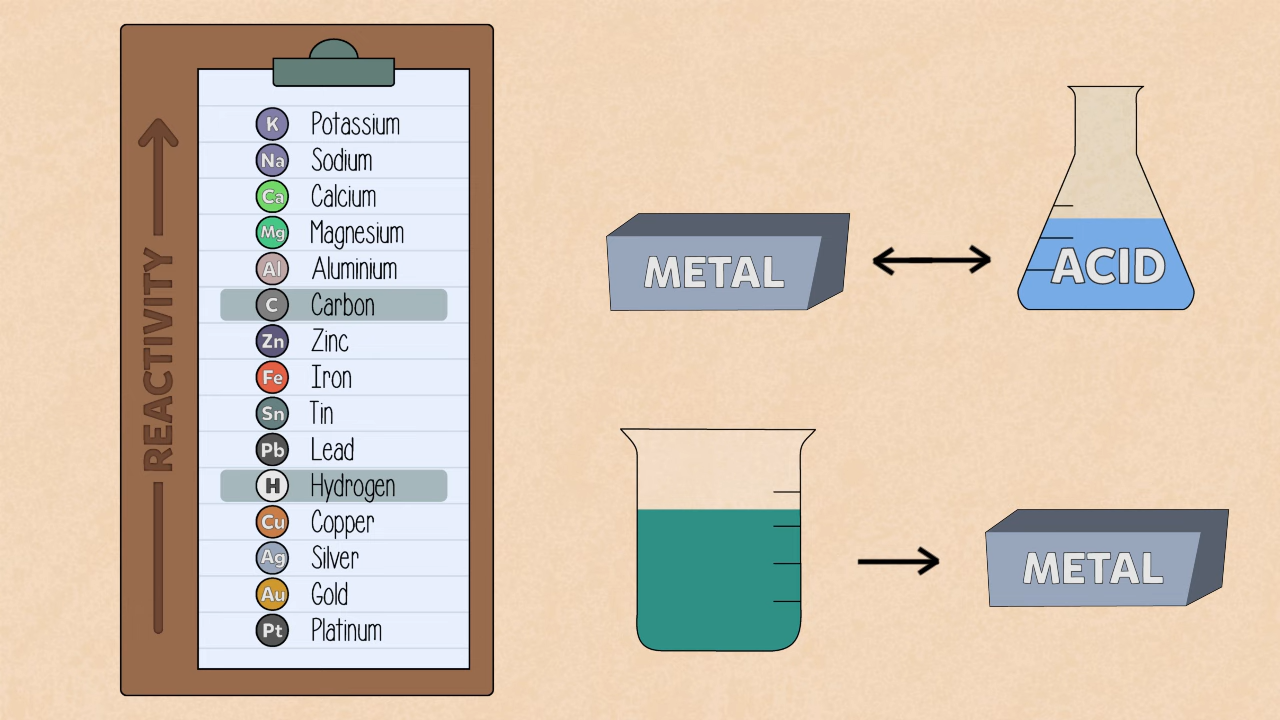 REACTIVITY
K Potassium
Na Sodium
Ca Calcium
Mg Magnesium
Al Aluminium
C Carbon
Zn Zinc
Fe Iron
Sn Tin
Pb Lead
H Hydrogen
Cu Copper
Ag Silver
Au Gold
Pt Platinum
METAL
ACID
METAL